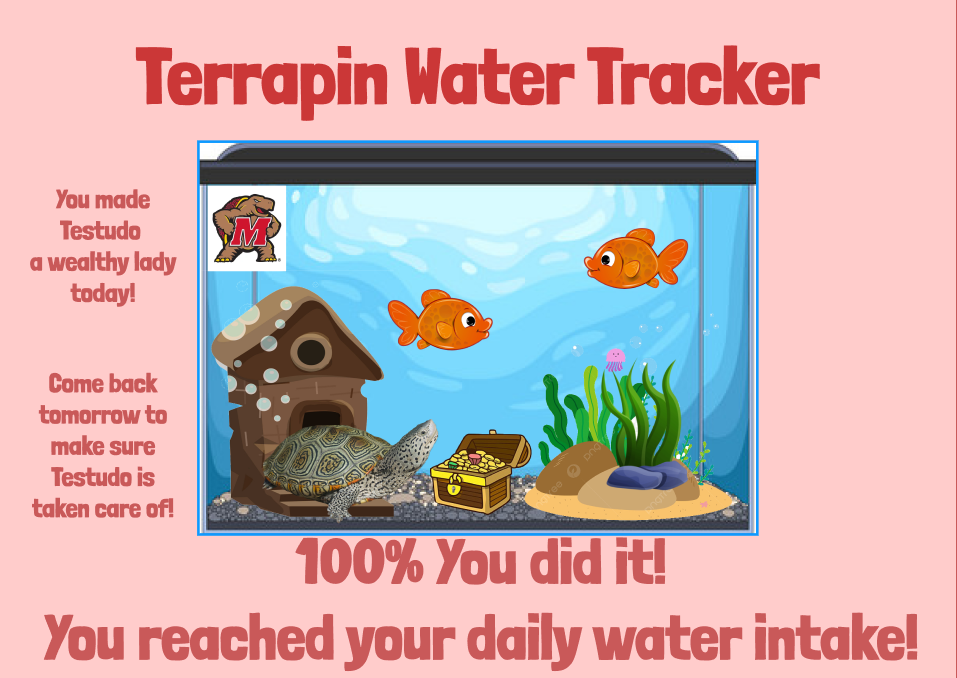 Terrapin Water Tracker
You made
Testudo
a wealthy lady
today!
M
Come back
tomorrow to
make sure
Testudo is
taken care of!
100% You did it!
You reached your daily water intake!